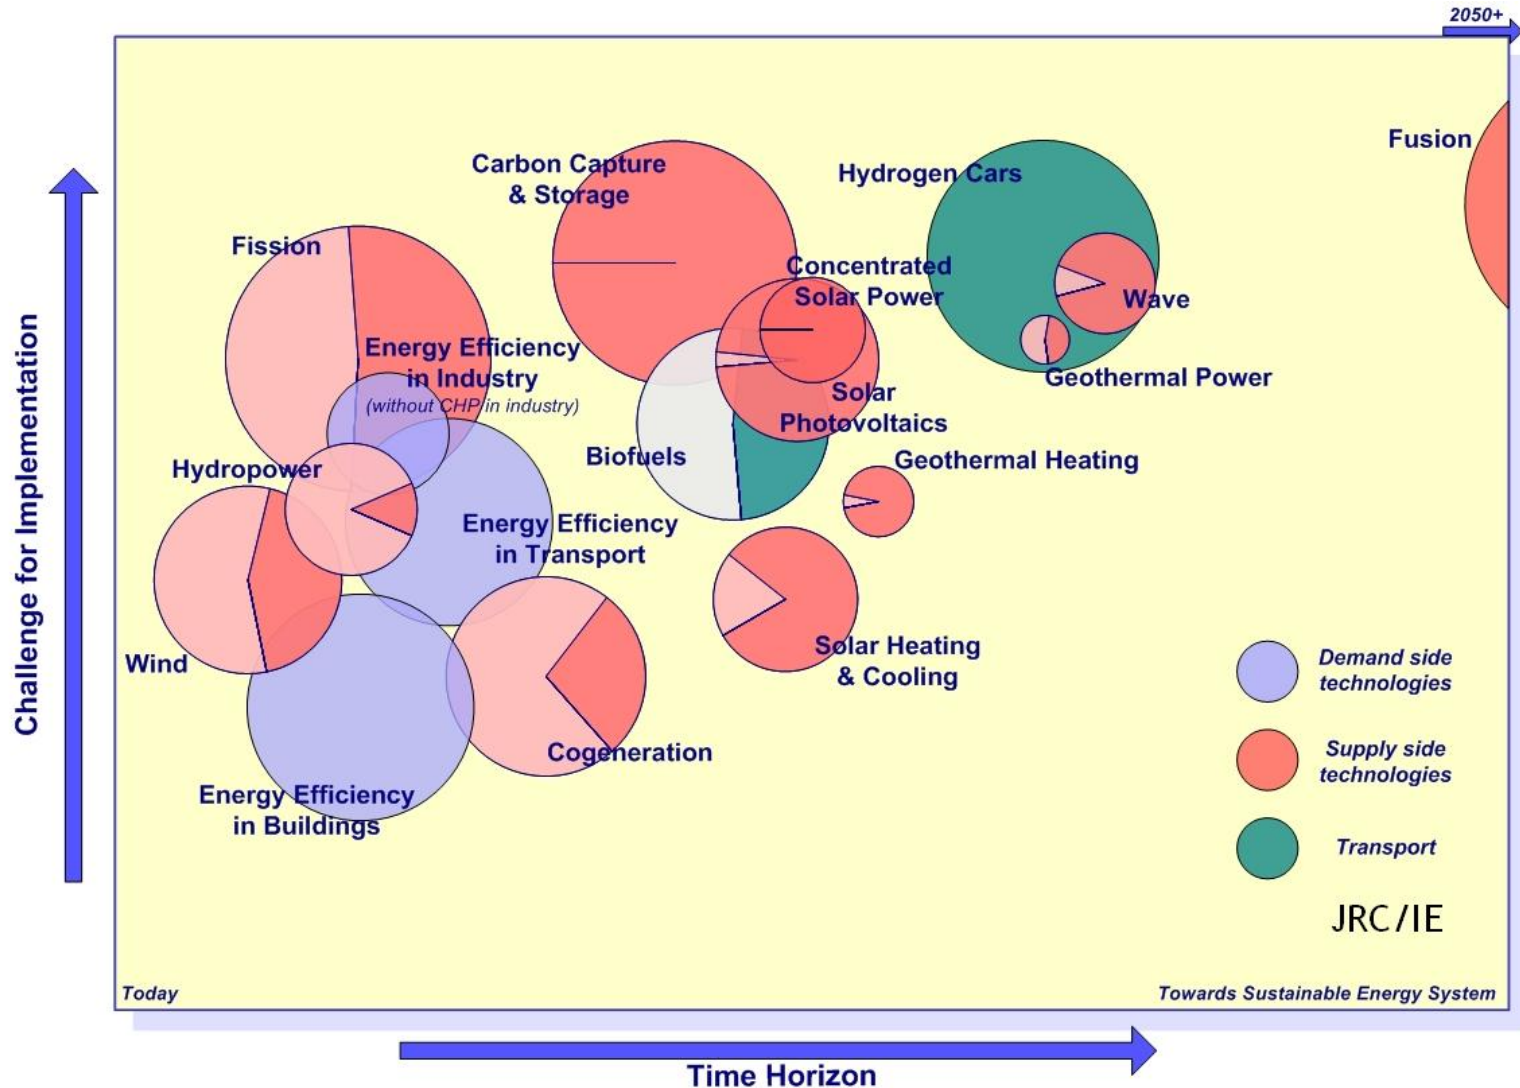 2050+
Fusion
Carbon Capture
& Storage
Hydrogen Cars
Fission
Concentrated
Solar Power
Wave
Energy Efficiency
in Industry
(without CHP in industry)
Geothermal Power
Solar
Photovoltaics
Biofuels
Geothermal Heating
Hydropower
Energy Efficiency
in Transport
Wind
Solar Heating
& Cooling
Cogeneration
Energy Efficiency
in Buildings
Demand side
technologies
Supply side
technologies
Transport
JRC/IE
Today
Towards Sustainable Energy System
Challenge for Implementation
Time Horizon